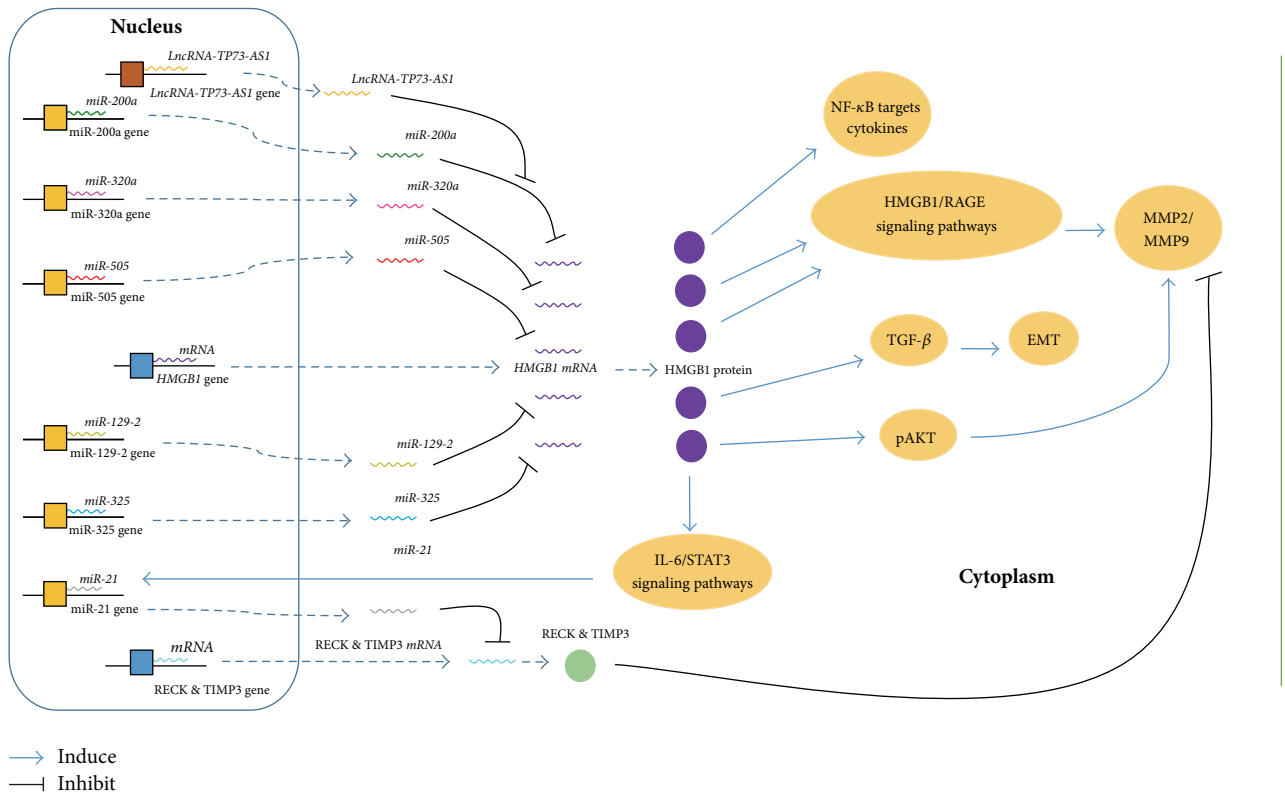 Nucleus
LncRNA-TP73-AS1
LncRNA-TP73-AS1 gene
miR-200a
miR-200a gene
miR-320a
miR-320a gene
miR-505
miR-505 gene
mRNA
HMGB1 gene
miR-129-2
miR-129-2 gene
miR-325
miR-325 gene
miR-21
miR-21 gene
mRNA
RECK & TIMP3 gene
LncRNA-TP73-AS1
miR-200a
miR-320a
miR-505
HMGB1 mRNA
miR-129-2
miR-325
miR-21
RECK & TIMP3 mRNA
RECK & TIMP3
HMGB1 protein
NF-κB targets
cytokines
HMGB1/RAGE
signaling pathways
MMP2/
MMP9
TGF-β
EMT
pAKT
IL-6/STAT3
signaling pathways
Cytoplasm
Induce
Inhibit